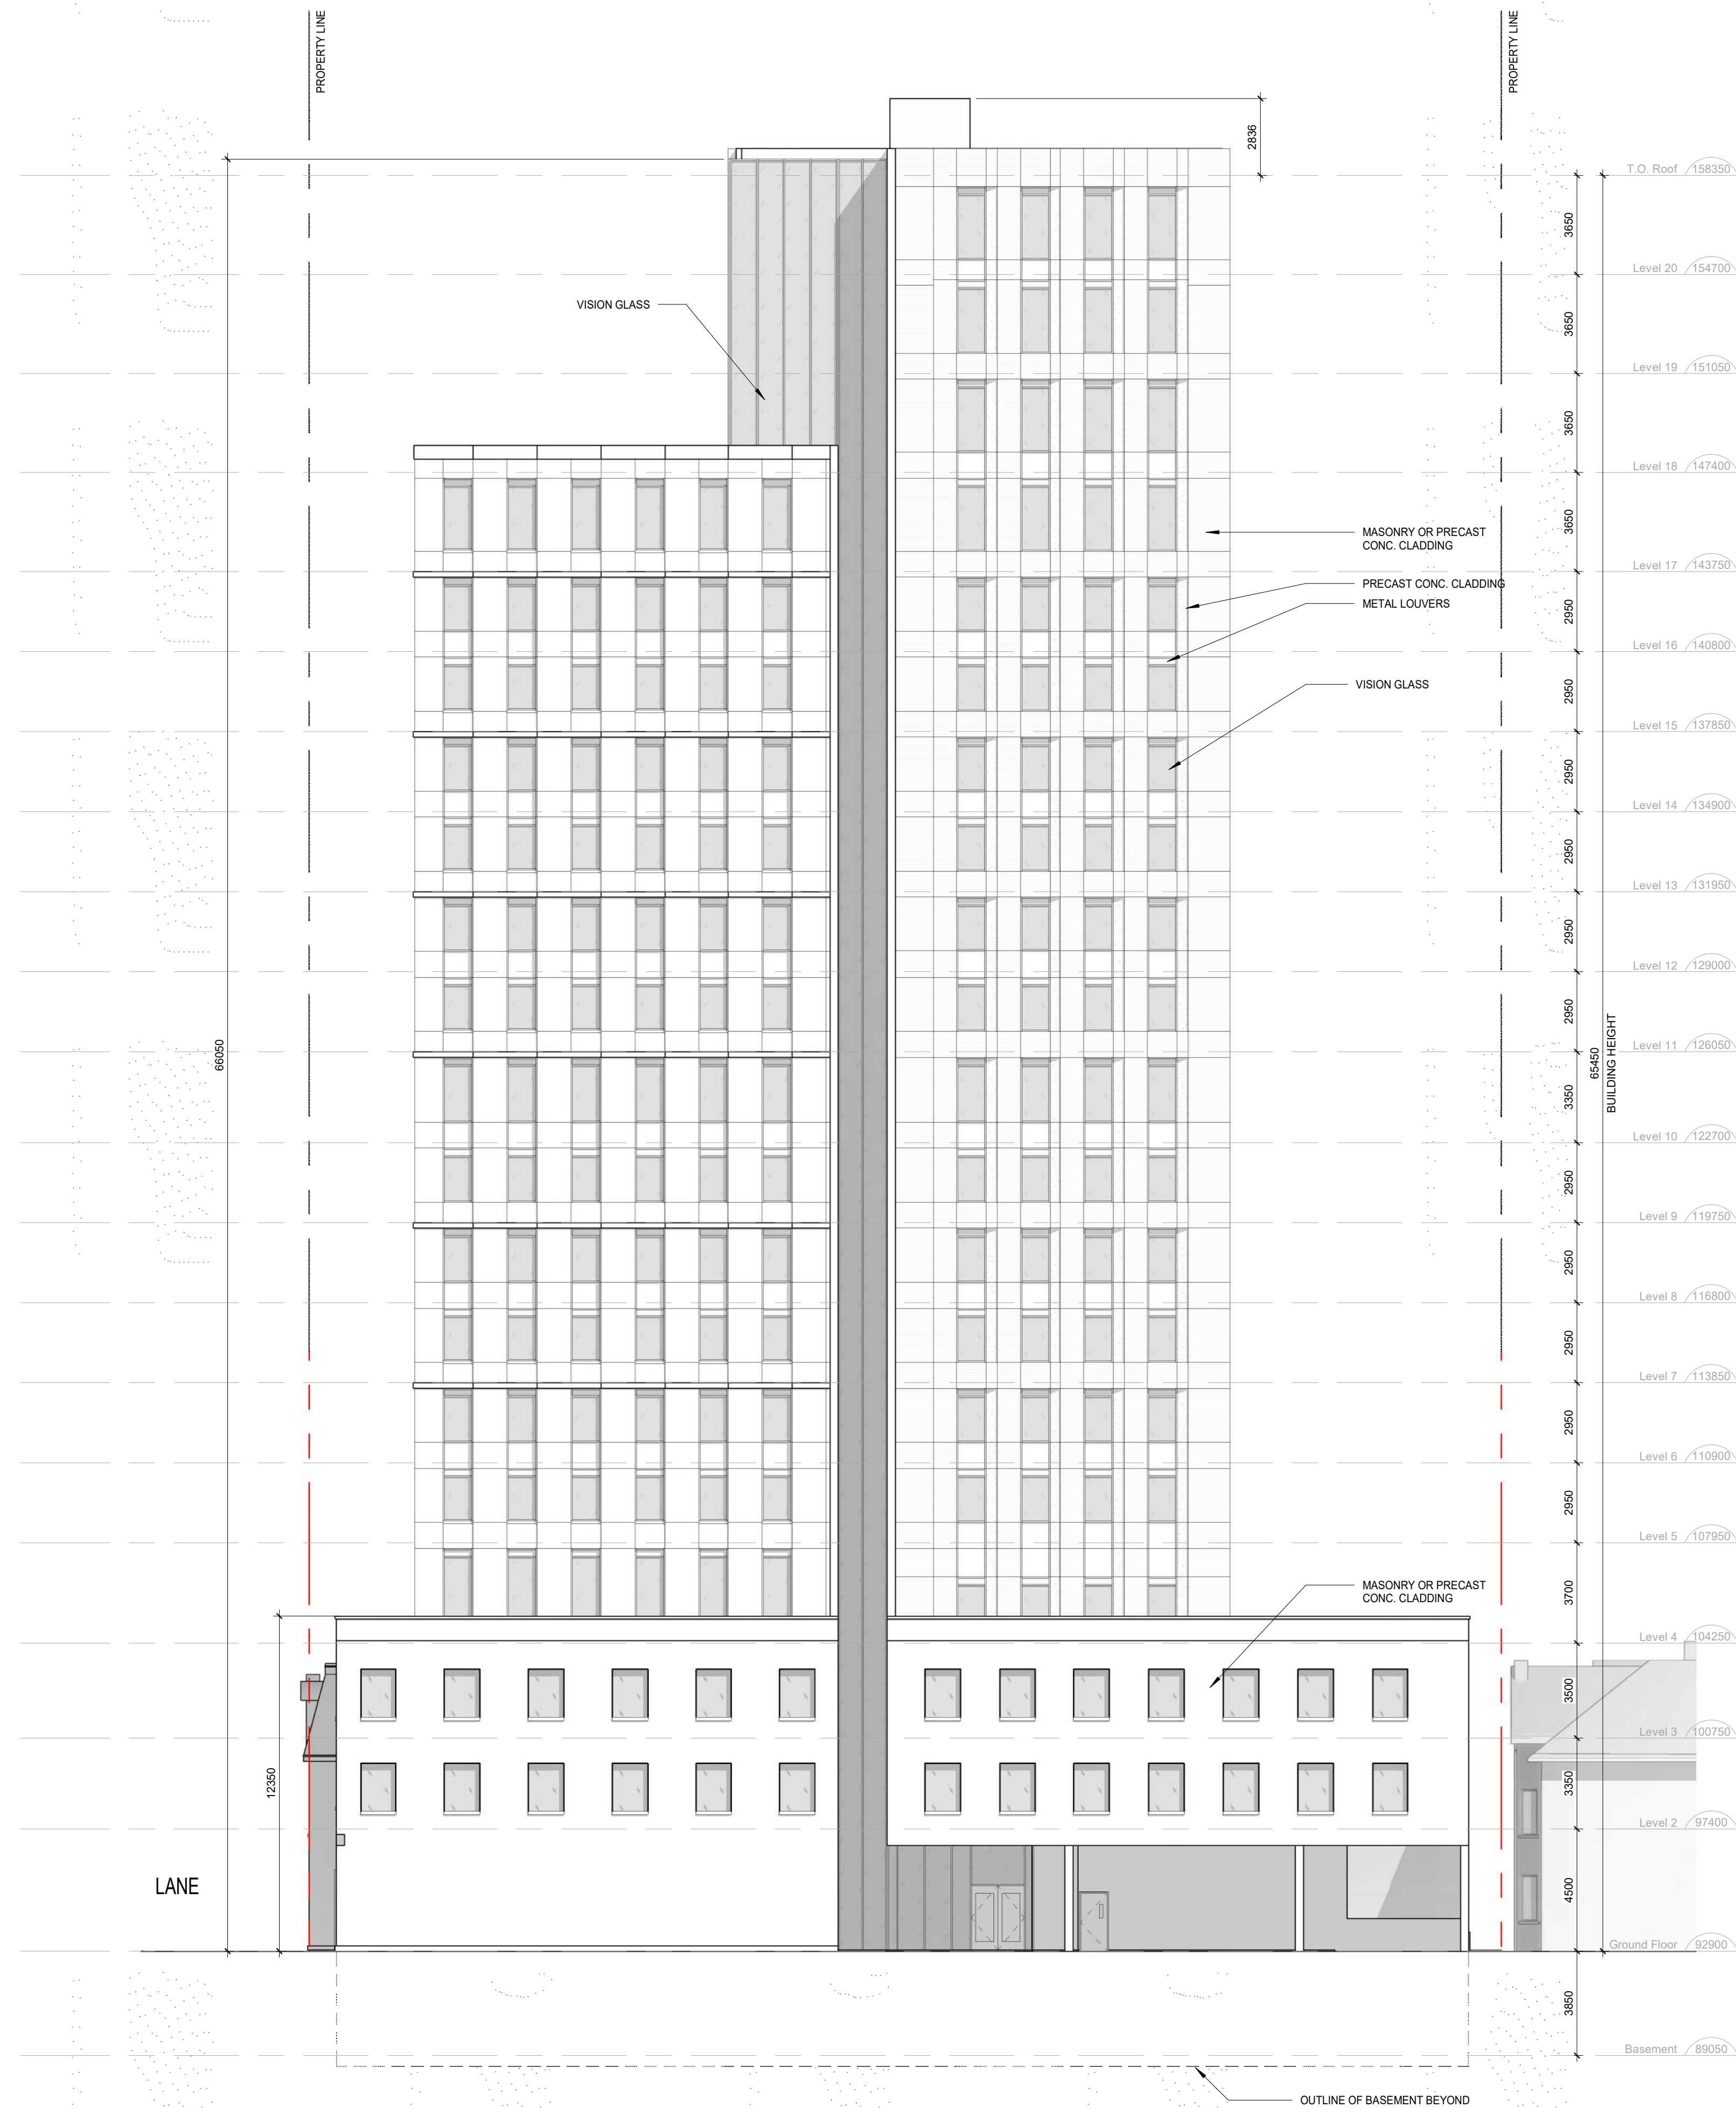 PROPERTY LINE
PROPERTY LINE
2836
T.O. Roof 158350
3650
Level 20 154700
VISION GLASS
3650
Level 19 151050
3650
Level 18 147400
3650
MASONRY OR PRECAST
CONC. CLADDING
Level 17 143750
PRECAST CONC. CLADDING
METAL LOUVERS
2950
Level 16 140800
VISION GLASS
2950
Level 15 137850
2950
Level 14 134900
2950
Level 13 131950
2950
Level 12 129000
2950
66050
Level 11 126050
65450
BUILDING HEIGHT
3350
Level 10 122700
2950
Level 9 119750
2950
Level 8 116800
2950
Level 7 113850
2950
Level 6 110900
2950
Level 5 107950
MASONRY OR PRECAST
CONC. CLADDING
3700
Level 4 104250
3500
Level 3 100750
12350
3350
Level 2 97400
LANE
4500
Ground Floor 92900
3850
Basement 89050
OUTLINE OF BASEMENT BEYOND